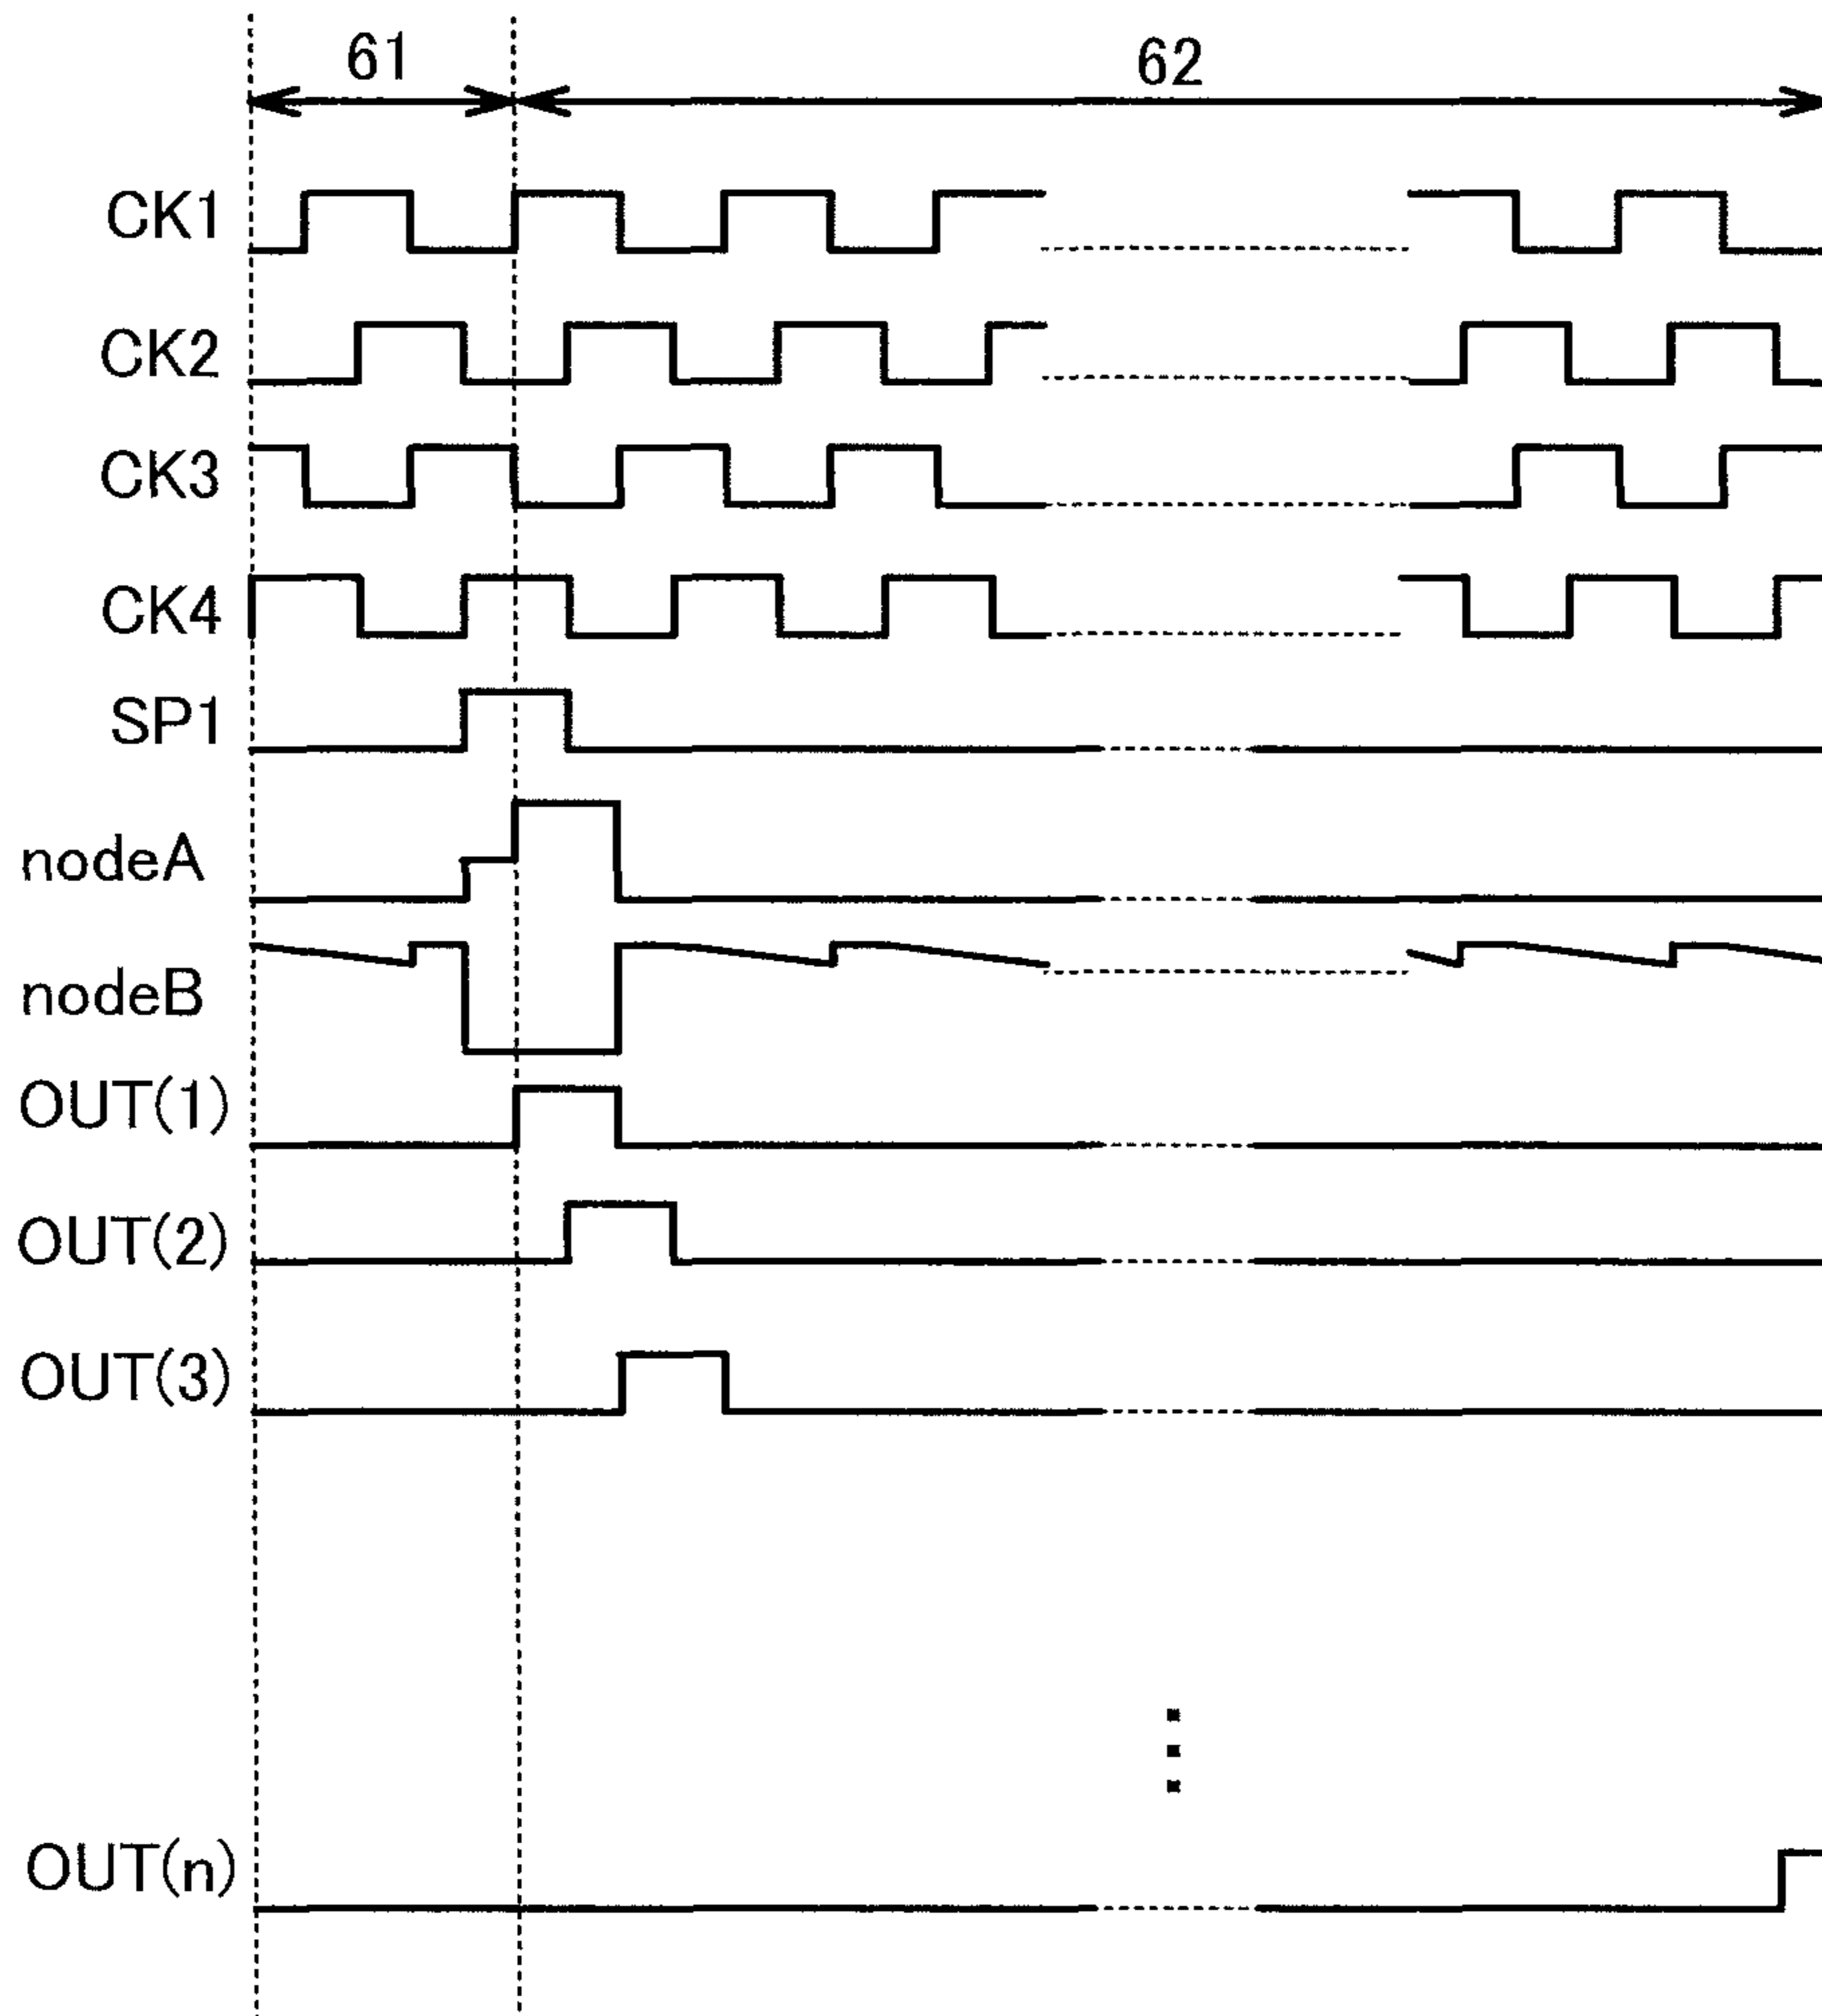 61
62
CK1
CK2
CK3
CK4
SP1
nodeA
nodeB
OUT(1)
OUT(2)
OUT(3)
OUT(n)